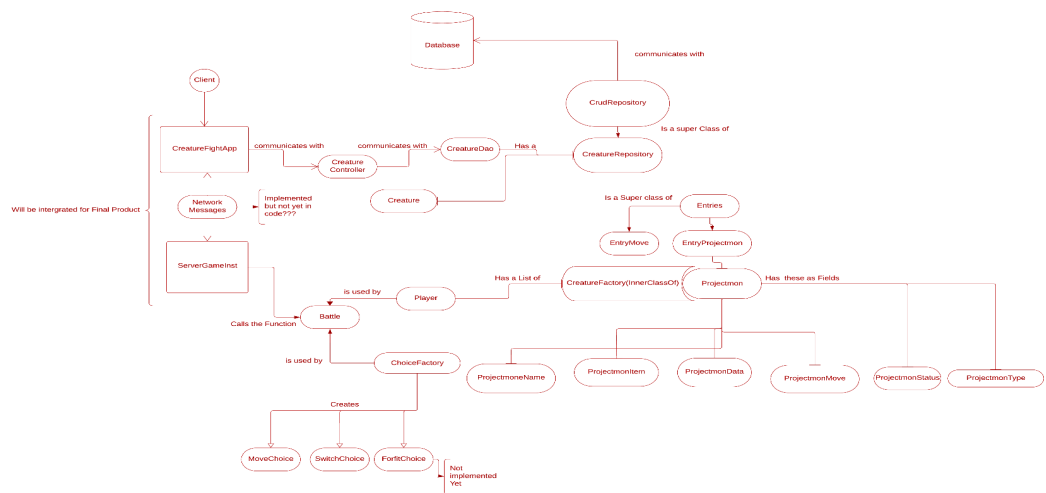 Database
communicates with
Client
CrudRepository
Is a super Class of
CreatureFightApp
communicates with
communicates with
CreatureDao
Has a
CreatureRepository
Creature
Controller
Will be intergrated for Final Product
Network
Messages
Implemented
but not yet in
code???
Creature
Is a Super class of
Entries
EntryMove
EntryProjectmon
ServerGameInst
Has a List of
CreatureFactory(InnerClassOf)
Projectmon
Has these as Fields
is used by
Player
Calls the Function
Battle
is used by
ChoiceFactory
ProjectmoneName
ProjectmonItem
ProjectmonData
ProjectmonMove
ProjectmonStatus
ProjectmonType
Creates
MoveChoice
SwitchChoice
ForfitChoice
Not
implemented
Yet